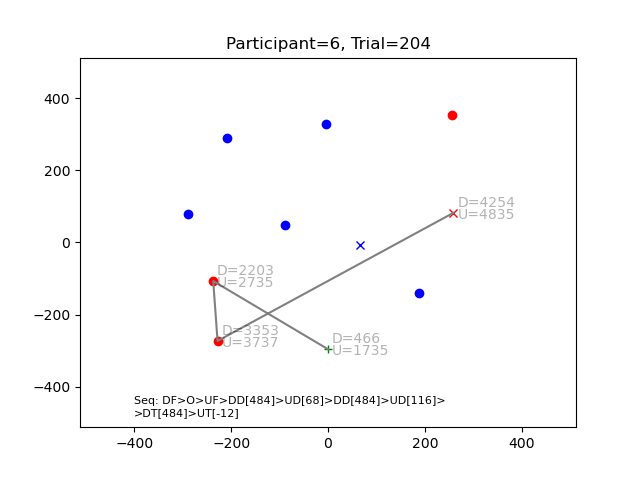 Participant=6, Trial=204
400
200
0
−200
−400
D=4254
U=4835
D=2203
U=2735
D=3353
U=3737
D=466
U=1735
Seq: DF>O>UF>DD[484]>UD[68]>DD[484]>UD[116]>
>DT[484]>UT[-12]
−400
−200
0
200
400